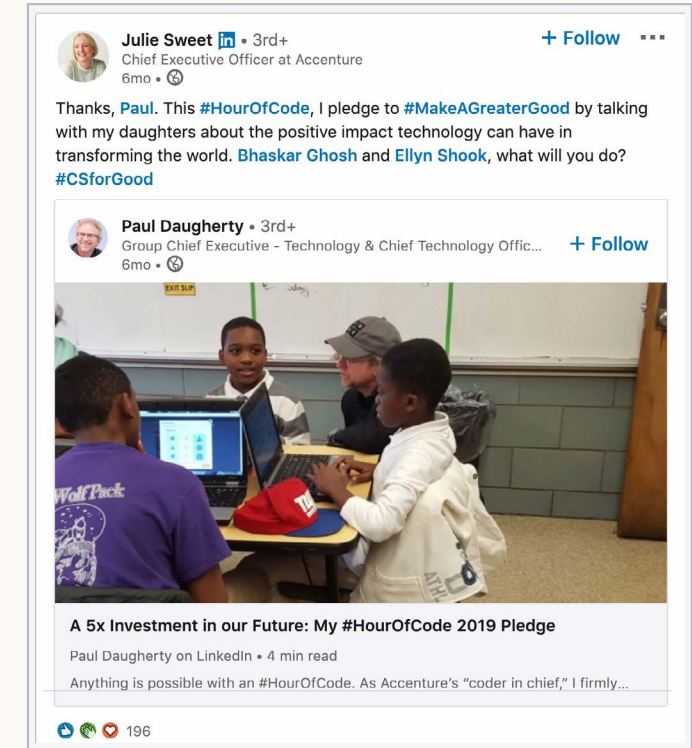 Julie Sweet in • 3rd+
+ Follow
Chief Executive Officer at Accenture
6mo •
Thanks, Paul. This #HourOfCode, I pledge to #MakeAGreaterGood by talking
with my daughters about the positive impact technology can have in
transforming the world. Bhaskar Ghosh and Ellyn Shook, what will you do?
#CSforGood
Paul Daugherty • 3rd+
Group Chief Executive - Technology & Chief Technology Offic...
+ Follow
6mo •
EXIT SLIP
WolfPack
A 5x Investment in our Future: My #HourOfCode 2019 Pledge
Paul Daugherty on LinkedIn • 4 min read
Anything is possible with an #HourOfCode. As Accenture's “coder in chief,” I firmly...
196